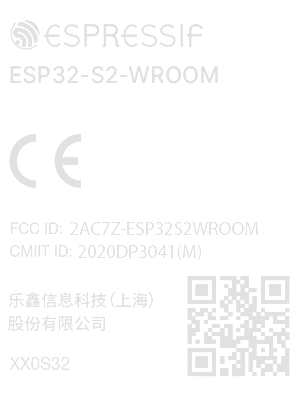 ESPRESSIF
ESP32-S2-WROOM
CE
FCC ID: 2AC7Z-ESP32S2WROOM
CMIIT ID: 2020DP3041(M)
乐鑫信息科技(上海)
股份有限公司
XX0S32